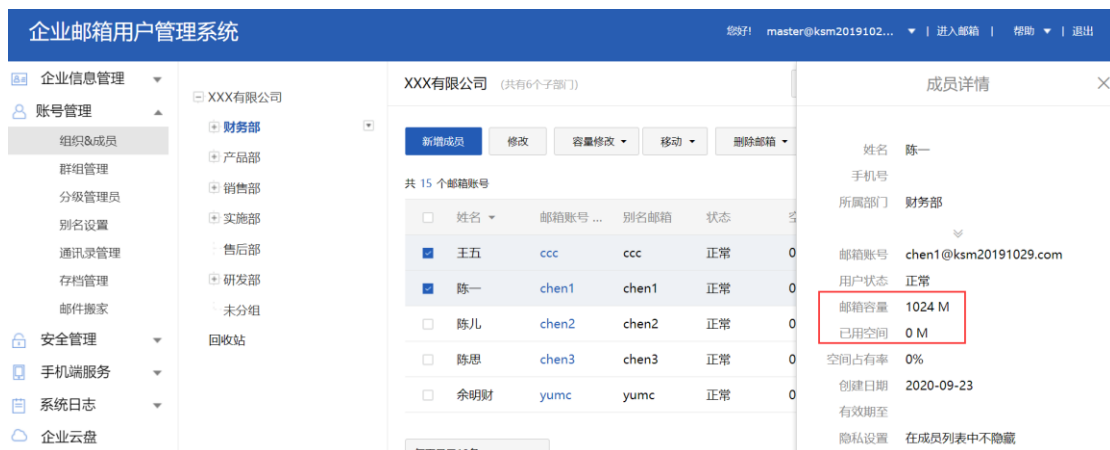 企业邮箱用户管理系统
您好! master@ksm2019102... | 进入邮箱 | 帮助 | 退出
企业信息管理
账号管理
组织&成员
群组管理
分级管理员
别名设置
通讯录管理
存档管理
邮件搬家
安全管理
手机端服务
系统日志
企业云盘
XXX有限公司
财务部
产品部
销售部
实施部
售后部
研发部
未分组
回收站
XXX有限公司 (共有6个子部门)
新增成员 修改 容量修改 移动 删除邮箱
共 15 个邮箱账号
姓名 邮箱账号 ... 别名邮箱 状态
王五 ccc ccc 正常 0
陈一 chen1 chen1 正常 0
陈儿 chen2 chen2 正常 0
陈思 chen3 chen3 正常 0
余明财 yumc yumc 正常 0
成员详情
姓名 陈一
手机号
所属部门 财务部
邮箱账号 chen1@ksm20191029.com
用户状态 正常
邮箱容量 1024 M
已用空间 0 M
空间占有率 0%
创建日期 2020-09-23
有效期至
隐私设置 在成员列表中不隐藏